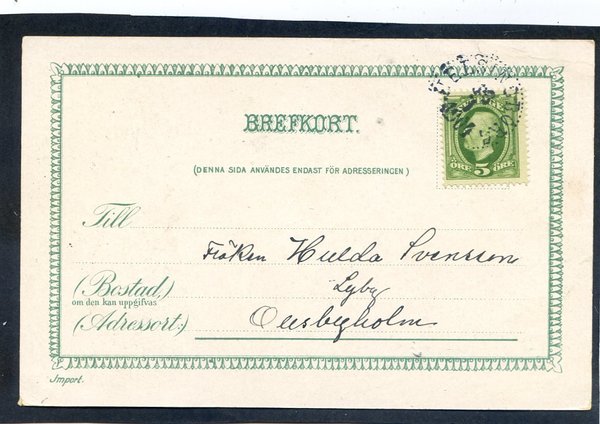 BREFKORT.
(DENNA SIDA ANVÄNDES ENDAST FÖR ADRESSERINGEN)
5
ÖRE ÖRE
Till
Fröken Hulda Svensson
Lyby
(Bostad,)
om den kan uppgifvas.
(Adressort:)
Import.